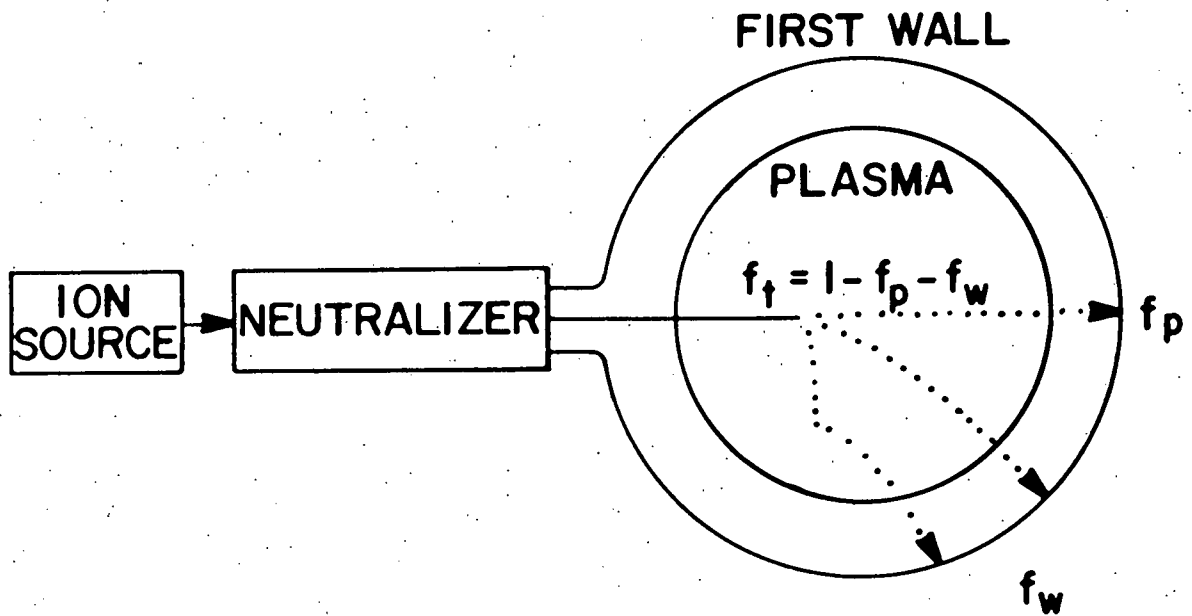 FIRST WALL
PLASMA
f_t = 1 - f_p - f_w
f_p
ION
SOURCE
NEUTRALIZER
f_w